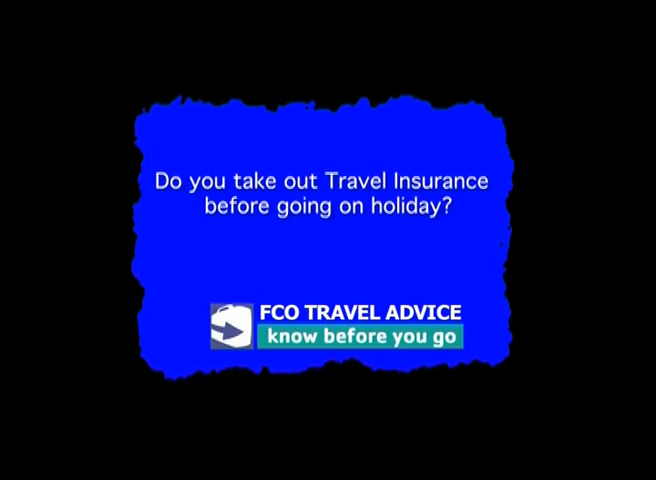 Do you take out Travel Insurance
before going on holiday?
FCO TRAVEL ADVICE
know before you go